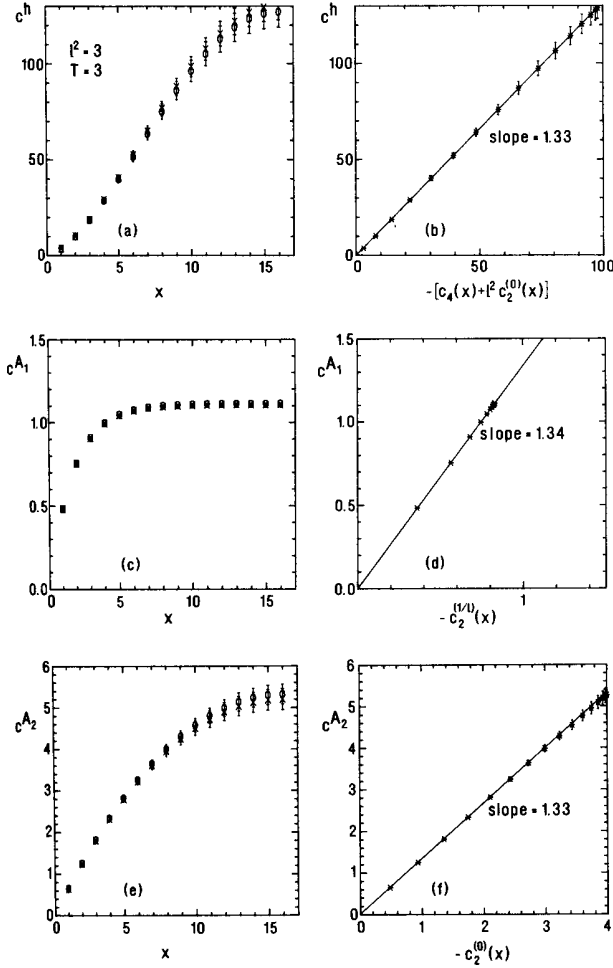 c^h
100
50
0
l² = 3
T = 3
(a)
0 5 10 15
x
c^h
100
50
0
slope = 1.33
(b)
0 50 100
-[c₄(x)+l² c₂^(0)(x)]
c^A₁
1.5
1.0
0.5
0.0
(c)
0 5 10 15
x
c^A₁
1.5
1.0
0.5
0.0
slope = 1.34
(d)
1
-c₂^(1/l)(x)
c^A₂
6
5
4
3
2
1
0
(e)
0 5 10 15
x
c^A₂
6
5
4
3
2
1
0
slope = 1.33
(f)
0 1 2 3 4
-c₂^(0)(x)